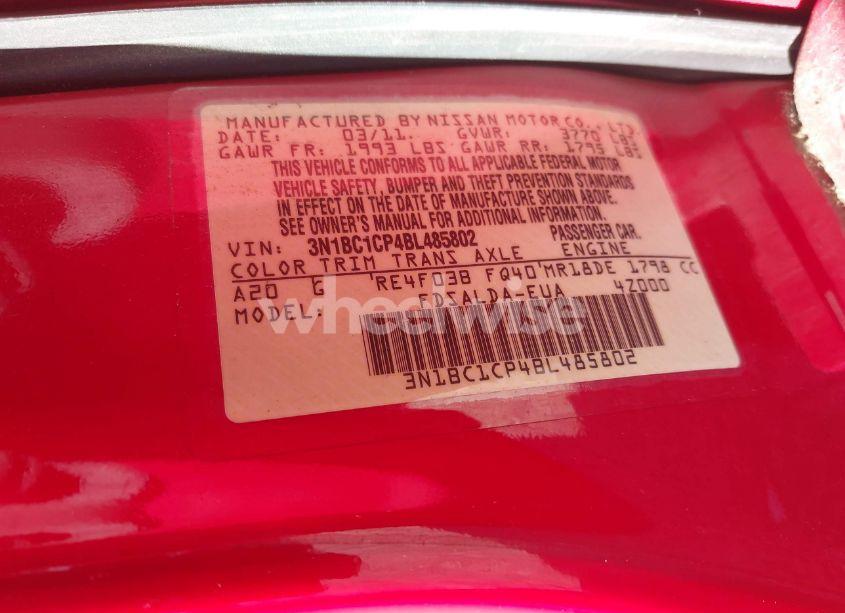 MANUFACTURED BY NISSAN MOTOR CO., LTD.
DATE: 03/11. GVWR: 3770 LBS
GAWR FR: 1993 LBS GAWR RR: 1795 LBS
THIS VEHICLE CONFORMS TO ALL APPLICABLE FEDERAL MOTOR
VEHICLE SAFETY, BUMPER AND THEFT PREVENTION STANDARDS
IN EFFECT ON THE DATE OF MANUFACTURE SHOWN ABOVE.
SEE OWNER'S MANUAL FOR ADDITIONAL INFORMATION.
VIN: 3N1BC1CP4BL485802 PASSENGER CAR.
COLOR TRIM TRANS AXLE ENGINE
A20 G RE4F03B FQ40 MR18DE 1798 CC
MODEL: FDSALDA-EUA 4Z000
wheelwise
3N1BC1CP4BL485802